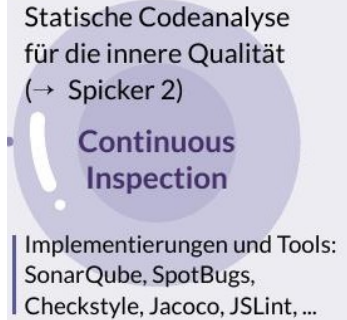 Statische Codeanalyse
für die innere Qualität
(→ Spicker 2)
Continuous
Inspection
Implementierungen und Tools:
SonarQube, SpotBugs,
Checkstyle, Jacoco, JSLint, ...